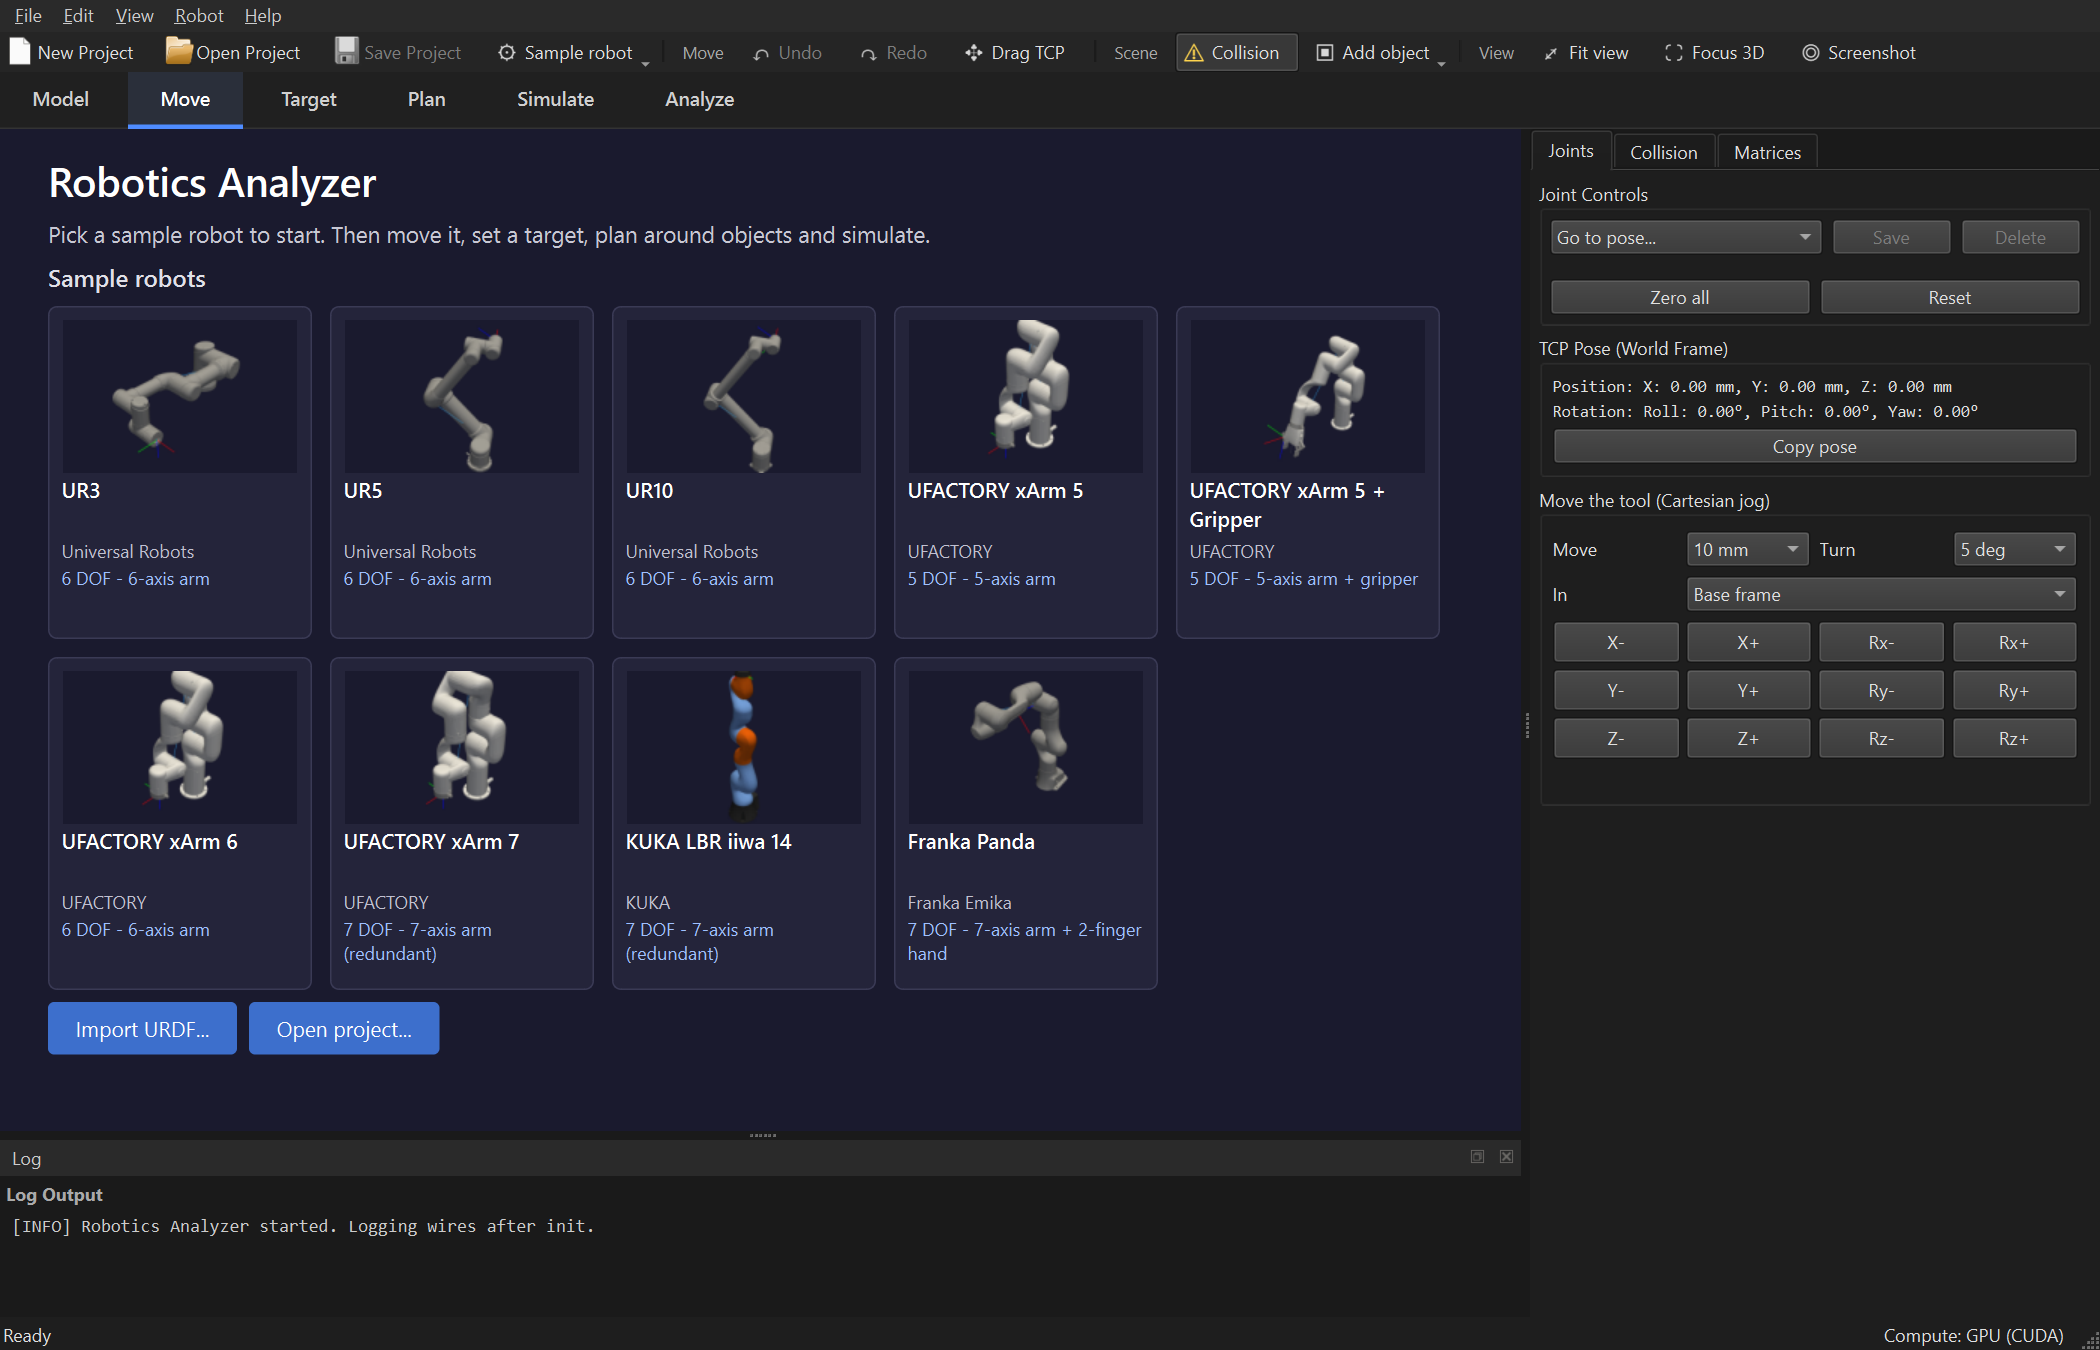 File Edit View Robot Help
New Project Open Project Save Project Sample robot Move Undo Redo Drag TCP Scene Collision Add object View Fit view Focus 3D Screenshot
Model Move Target Plan Simulate Analyze
Robotics Analyzer
Pick a sample robot to start. Then move it, set a target, plan around objects and simulate.
Sample robots
UR3
Universal Robots
6 DOF - 6-axis arm
UR5
Universal Robots
6 DOF - 6-axis arm
UR10
Universal Robots
6 DOF - 6-axis arm
UFACTORY xArm 5
UFACTORY
5 DOF - 5-axis arm
UFACTORY xArm 5 +
Gripper
UFACTORY
5 DOF - 5-axis arm + gripper
UFACTORY xArm 6
UFACTORY
6 DOF - 6-axis arm
UFACTORY xArm 7
UFACTORY
7 DOF - 7-axis arm
(redundant)
KUKA LBR iiwa 14
KUKA
7 DOF - 7-axis arm
(redundant)
Franka Panda
Franka Emika
7 DOF - 7-axis arm + 2-finger
hand
Import URDF... Open project...
Log
Log Output
[INFO] Robotics Analyzer started. Logging wires after init.
Joints Collision Matrices
Joint Controls
Go to pose... Save Delete
Zero all Reset
TCP Pose (World Frame)
Position: X: 0.00 mm, Y: 0.00 mm, Z: 0.00 mm
Rotation: Roll: 0.00°, Pitch: 0.00°, Yaw: 0.00°
Copy pose
Move the tool (Cartesian jog)
Move 10 mm Turn 5 deg
In Base frame
X- X+ Rx- Rx+
Y- Y+ Ry- Ry+
Z- Z+ Rz- Rz+
Ready Compute: GPU (CUDA)